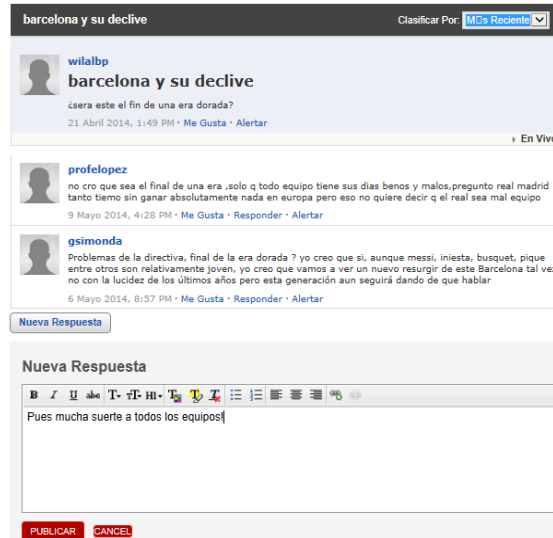 barcelona y su declive
Clasificar Por: M▯s Reciente
wilalbp
barcelona y su declive
¿sera este el fin de una era dorada?
21 Abril 2014, 1:49 PM · Me Gusta · Alertar
En Vivo
profelopez
no cro que sea el final de una era ,solo q todo equipo tiene sus dias benos y malos,pregunto real madrid
tanto tiemo sin ganar absolutamente nada en europa pero eso no quiere decir q el real sea mal equipo
9 Mayo 2014, 4:28 PM · Me Gusta · Responder · Alertar
gsimonda
Problemas de la directiva, final de la era dorada ? yo creo que si, aunque messi, iniesta, busquet, pique
entre otros son relativamente joven, yo creo que vamos a ver un nuevo resurgir de este Barcelona tal vez
no con la lucidez de los últimos años pero esta generación aun seguirá dando de que hablar
6 Mayo 2014, 8:57 PM · Me Gusta · Responder · Alertar
Nueva Respuesta
Nueva Respuesta
B I U abc T TT HI T T T
Pues mucha suerte a todos los equipos!
PUBLICAR CANCEL